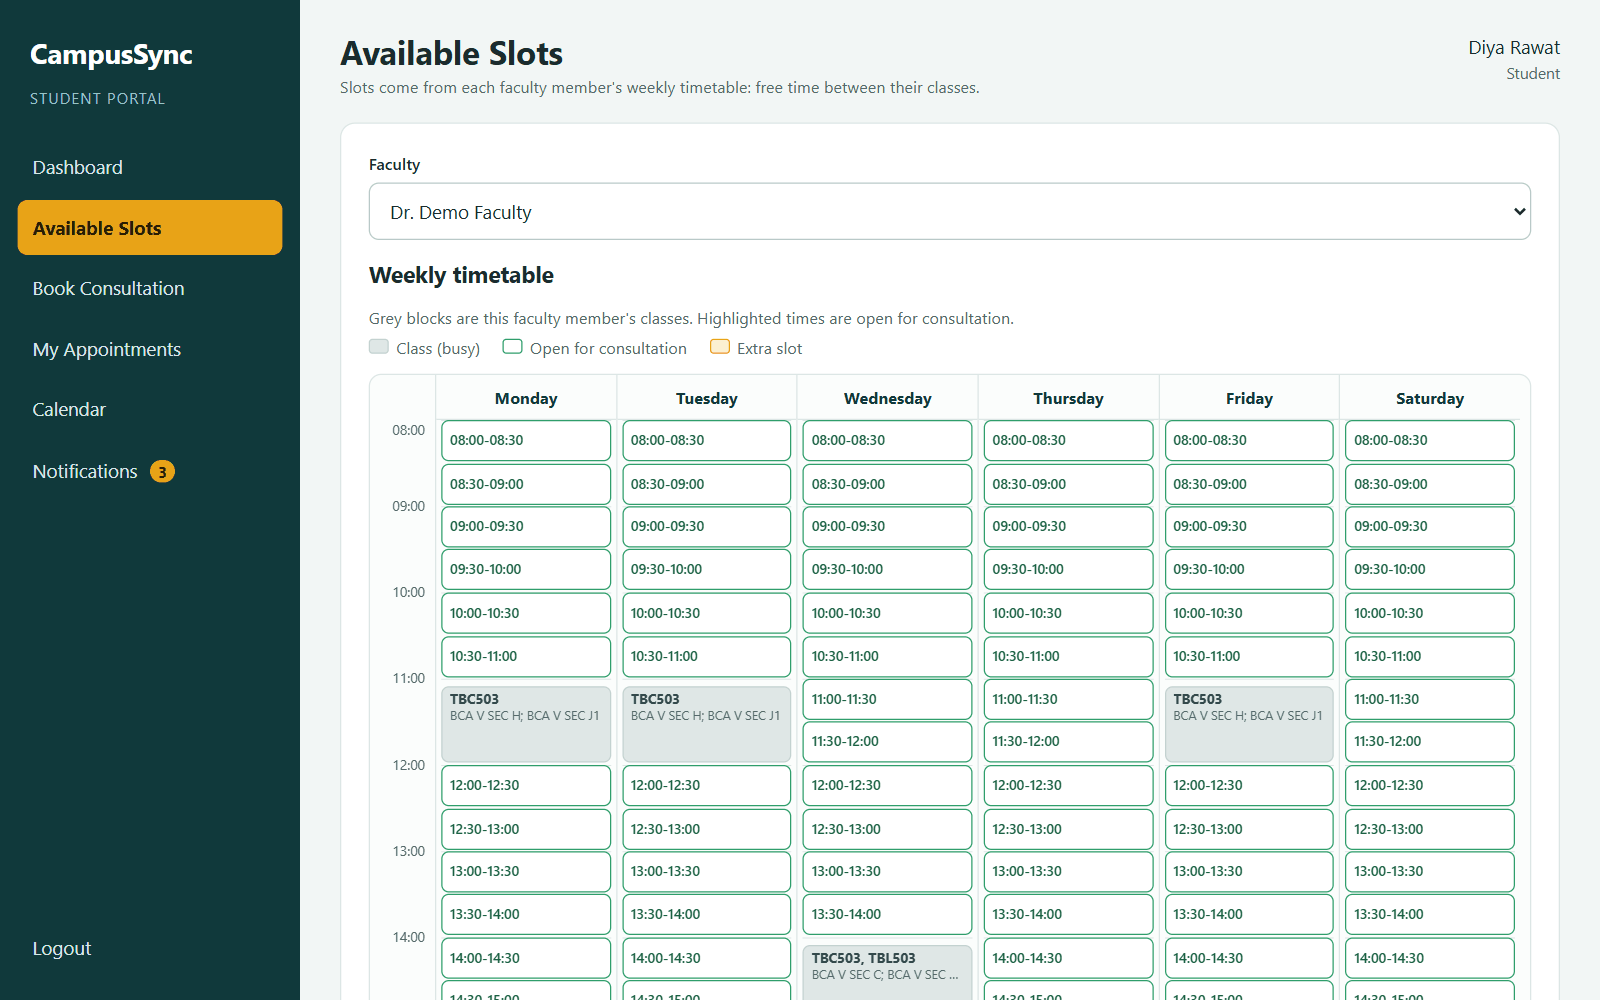 CampusSync
STUDENT PORTAL
Dashboard
Available Slots
Book Consultation
My Appointments
Calendar
Notifications 3
Logout
Available Slots
Slots come from each faculty member's weekly timetable: free time between their classes.
Diya Rawat
Student
Faculty
Dr. Demo Faculty
Weekly timetable
Grey blocks are this faculty member's classes. Highlighted times are open for consultation.
Class (busy) Open for consultation Extra slot
Monday Tuesday Wednesday Thursday Friday Saturday
08:00
08:00-08:30 08:00-08:30 08:00-08:30 08:00-08:30 08:00-08:30 08:00-08:30
08:30-09:00 08:30-09:00 08:30-09:00 08:30-09:00 08:30-09:00 08:30-09:00
09:00
09:00-09:30 09:00-09:30 09:00-09:30 09:00-09:30 09:00-09:30 09:00-09:30
09:30-10:00 09:30-10:00 09:30-10:00 09:30-10:00 09:30-10:00 09:30-10:00
10:00
10:00-10:30 10:00-10:30 10:00-10:30 10:00-10:30 10:00-10:30 10:00-10:30
10:30-11:00 10:30-11:00 10:30-11:00 10:30-11:00 10:30-11:00 10:30-11:00
11:00
TBC503 TBC503 11:00-11:30 11:00-11:30 TBC503 11:00-11:30
BCA V SEC H; BCA V SEC J1 BCA V SEC H; BCA V SEC J1 BCA V SEC H; BCA V SEC J1
11:30-12:00 11:30-12:00 11:30-12:00
12:00
12:00-12:30 12:00-12:30 12:00-12:30 12:00-12:30 12:00-12:30 12:00-12:30
12:30-13:00 12:30-13:00 12:30-13:00 12:30-13:00 12:30-13:00 12:30-13:00
13:00
13:00-13:30 13:00-13:30 13:00-13:30 13:00-13:30 13:00-13:30 13:00-13:30
13:30-14:00 13:30-14:00 13:30-14:00 13:30-14:00 13:30-14:00 13:30-14:00
14:00
14:00-14:30 14:00-14:30 TBC503, TBL503 14:00-14:30 14:00-14:30 14:00-14:30
BCA V SEC C; BCA V SEC ...
14:30-15:00 14:30-15:00 14:30-15:00 14:30-15:00 14:30-15:00